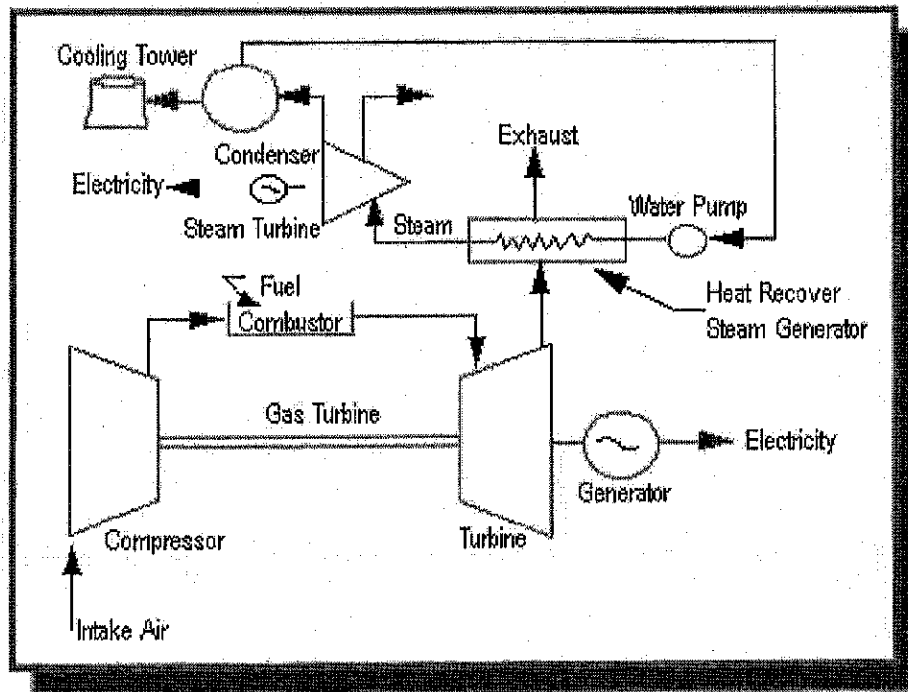 Cooling Tower
Exhaust
Condenser
Electricity
Water Pump
Steam Turbine
Steam
Fuel
Combustor
Heat Recover
Steam Generator
Gas Turbine
Electricity
Generator
Compressor
Turbine
Intake Air